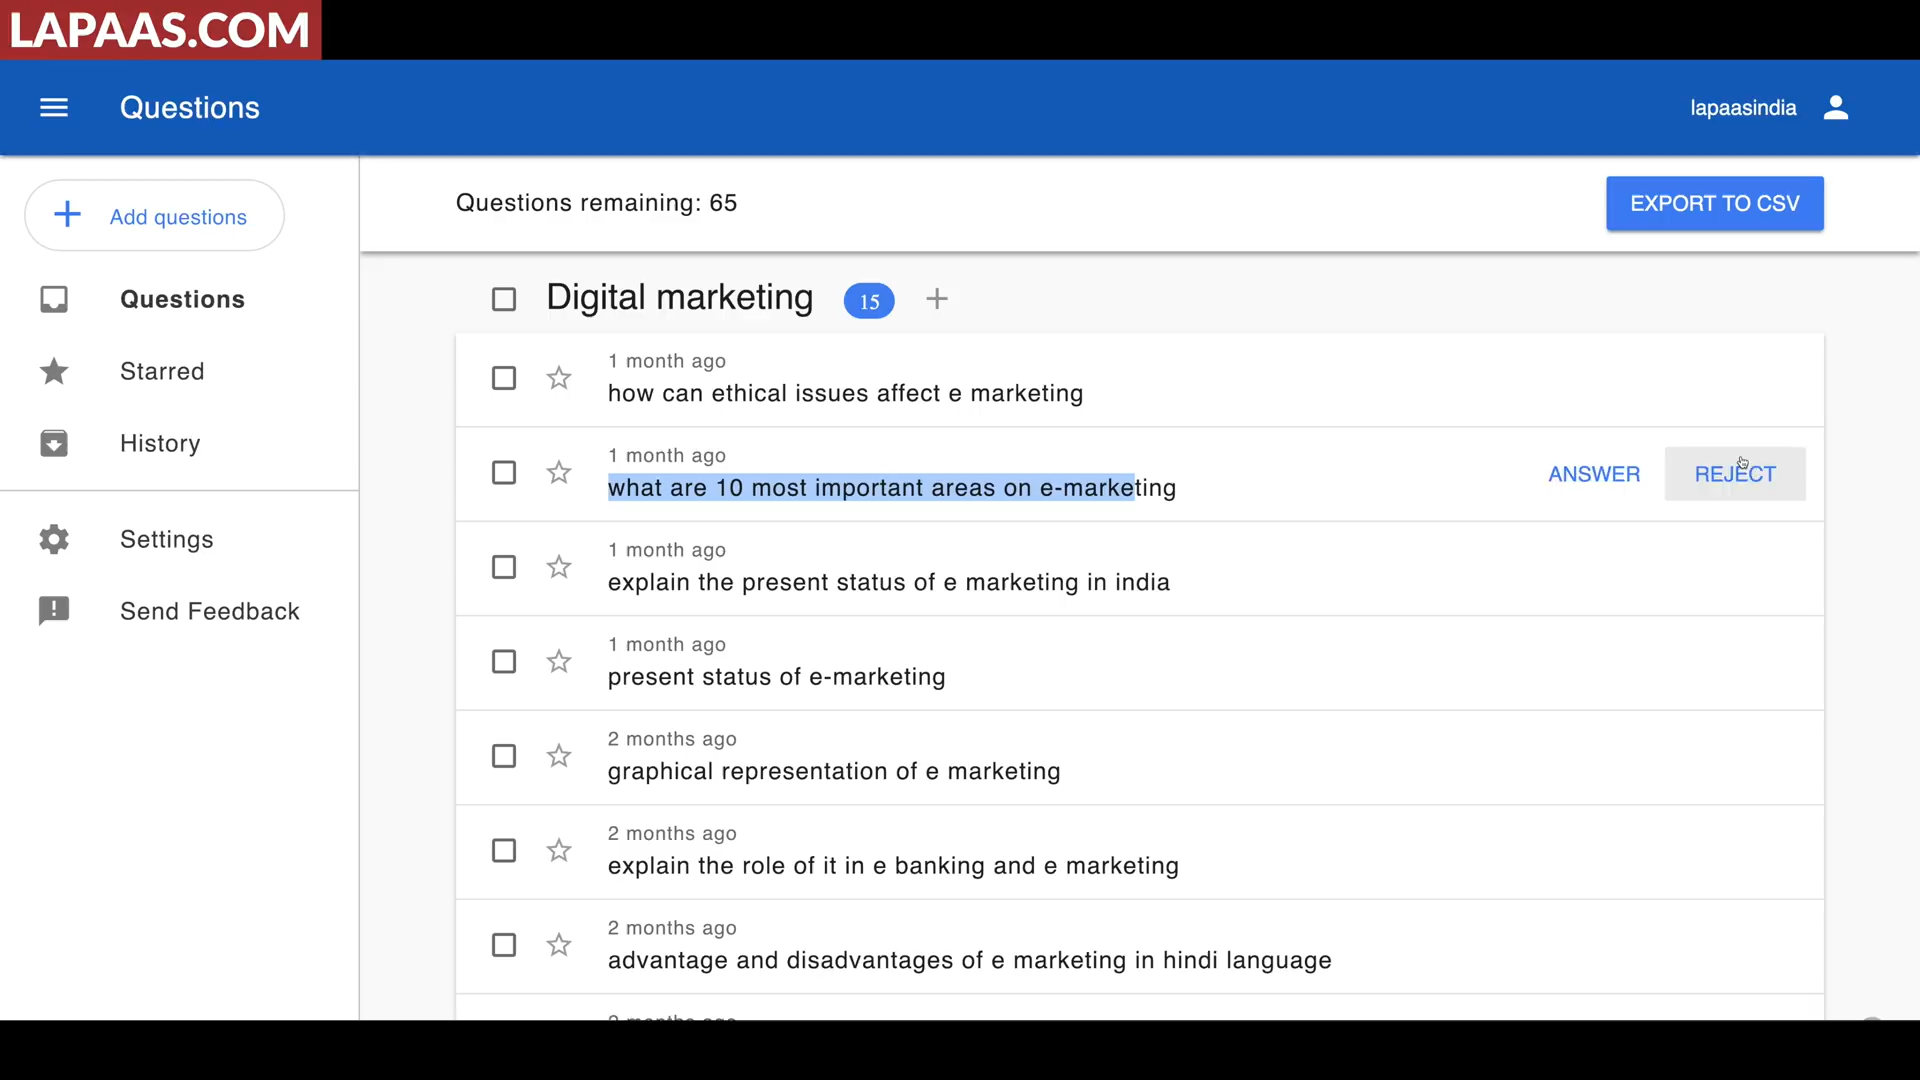 LAPAAS.COM
Questions
lapaasindia
Add questions
Questions
Starred
History
Settings
Send Feedback
Questions remaining: 65
EXPORT TO CSV
Digital marketing 15
1 month ago
how can ethical issues affect e marketing
1 month ago
what are 10 most important areas on e-marketing
ANSWER
REJECT
1 month ago
explain the present status of e marketing in india
1 month ago
present status of e-marketing
2 months ago
graphical representation of e marketing
2 months ago
explain the role of it in e banking and e marketing
2 months ago
advantage and disadvantages of e marketing in hindi language
months ago